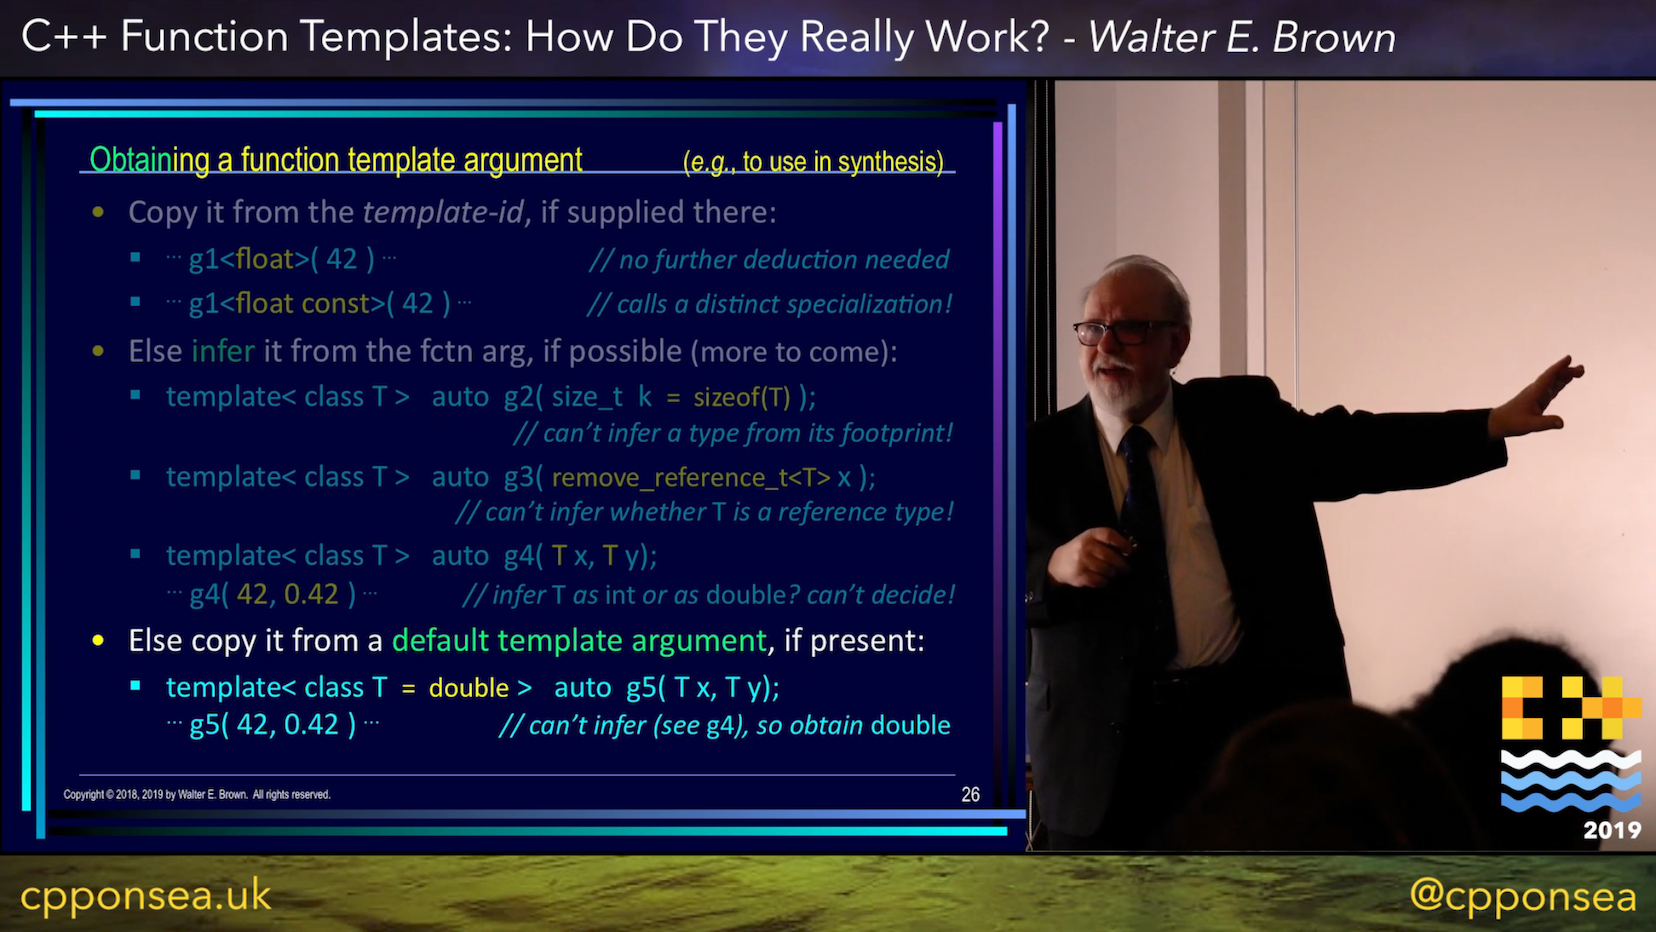 C++ Function Templates: How Do They Really Work? - Walter E. Brown
Obtaining a function template argument (e.g., to use in synthesis)
• Copy it from the template-id, if supplied there:
▪ ··· g1<float>( 42 ) ··· // no further deduction needed
▪ ··· g1<float const>( 42 ) ··· // calls a distinct specialization!
• Else infer it from the fctn arg, if possible (more to come):
▪ template< class T > auto g2( size_t k = sizeof(T) );
// can’t infer a type from its footprint!
▪ template< class T > auto g3( remove_reference_t<T> x );
// can’t infer whether T is a reference type!
▪ template< class T > auto g4( T x, T y);
··· g4( 42, 0.42 ) ··· // infer T as int or as double? can’t decide!
• Else copy it from a default template argument, if present:
▪ template< class T = double > auto g5( T x, T y);
··· g5( 42, 0.42 ) ··· // can’t infer (see g4), so obtain double
Copyright © 2018, 2019 by Walter E. Brown. All rights reserved. 26
C++
2019
cpponsea.uk @cpponsea